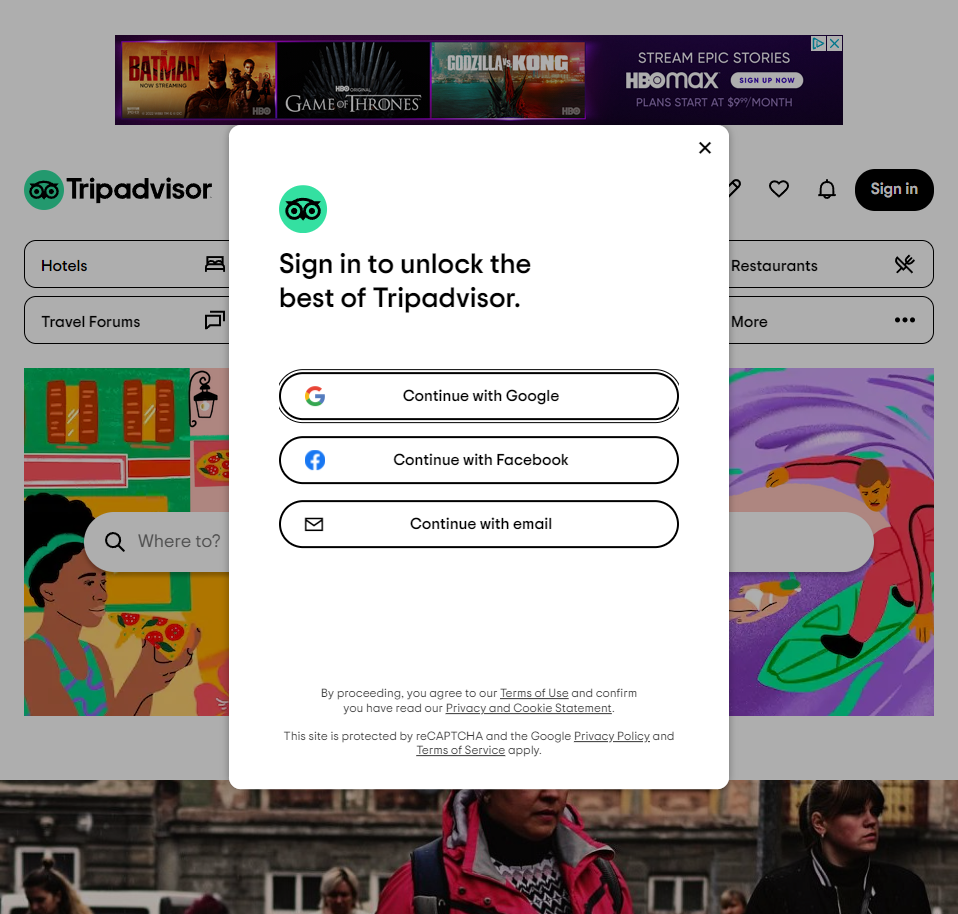 THE
BATMAN
NOW STREAMING
HBO
HBO ORIGINAL
GAME OF THRONES
GODZILLA VS. KONG
HBO
STREAM EPIC STORIES
HBOMAX SIGN UP NOW
PLANS START AT $9⁹⁹/MONTH
Tripadvisor
Sign in
Hotels
Restaurants
Travel Forums
More
Where to?
Sign in to unlock the
best of Tripadvisor.
Continue with Google
Continue with Facebook
Continue with email
By proceeding, you agree to our Terms of Use and confirm
you have read our Privacy and Cookie Statement.
This site is protected by reCAPTCHA and the Google Privacy Policy and
Terms of Service apply.